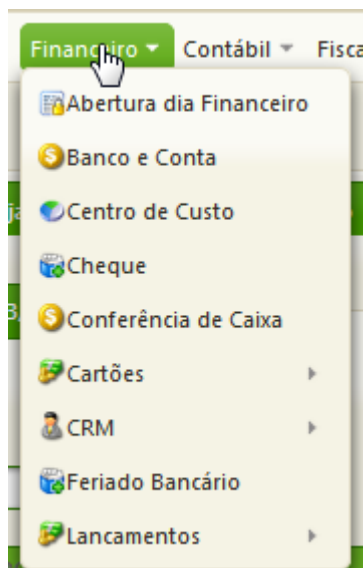 Financeiro Contábil Fisca
Abertura dia Financeiro
Banco e Conta
Centro de Custo
Cheque
Conferência de Caixa
Cartões
CRM
Feriado Bancário
Lancamentos